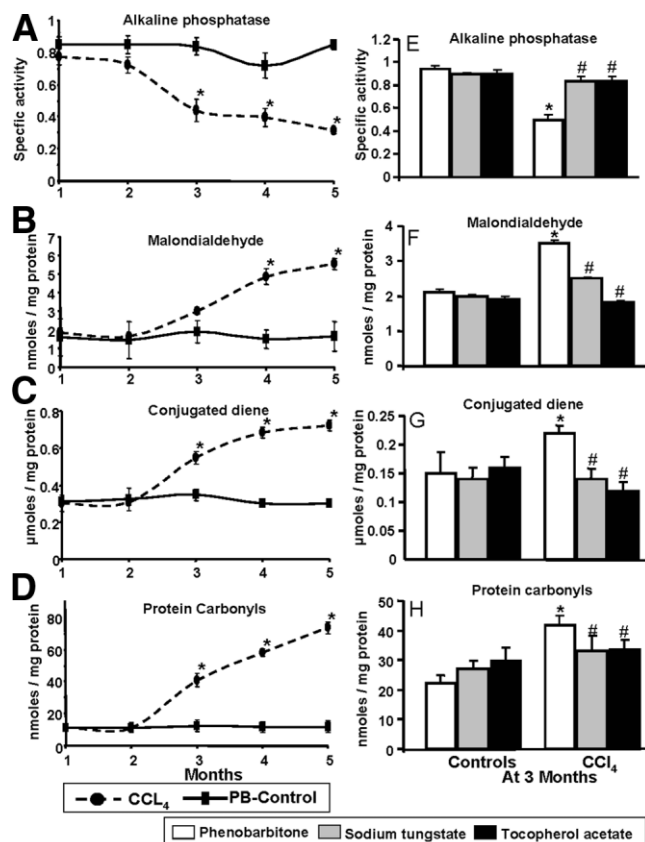 A
Alkaline phosphatase
Specfic activity
1
0.8
0.6
0.4
0.2
0
*
*
*
1 2 3 4 5
B
Malondialdehyde
nmoles / mg protein
7
6
5
4
3
2
1
0
*
*
1 2 3 4 5
C
Conjugated diene
µmoles / mg protein
0.8
0.6
0.4
0.2
0
*
*
*
1 2 3 4 5
D
Protein Carbonyls
nmoles / mg protein
80
60
40
20
0
*
*
*
1 2 3 4 5
Months
CCL4 PB-Control
E
Alkaline phosphatase
Specific acitivity
1.2
1
0.8
0.6
0.4
0.2
0
* # #
F
Malondialdehyde
nmoles / mg protein
4
3
2
1
0
* # #
G
Conjugated diene
µmoles / mg protein
0.25
0.2
0.15
0.1
0.05
0
* # #
H
Protein carbonyls
nmoles / mg protein
50
40
30
20
10
0
* # #
Controls CCl4
At 3 Months
Phenobarbitone Sodium tungstate Tocopherol acetate